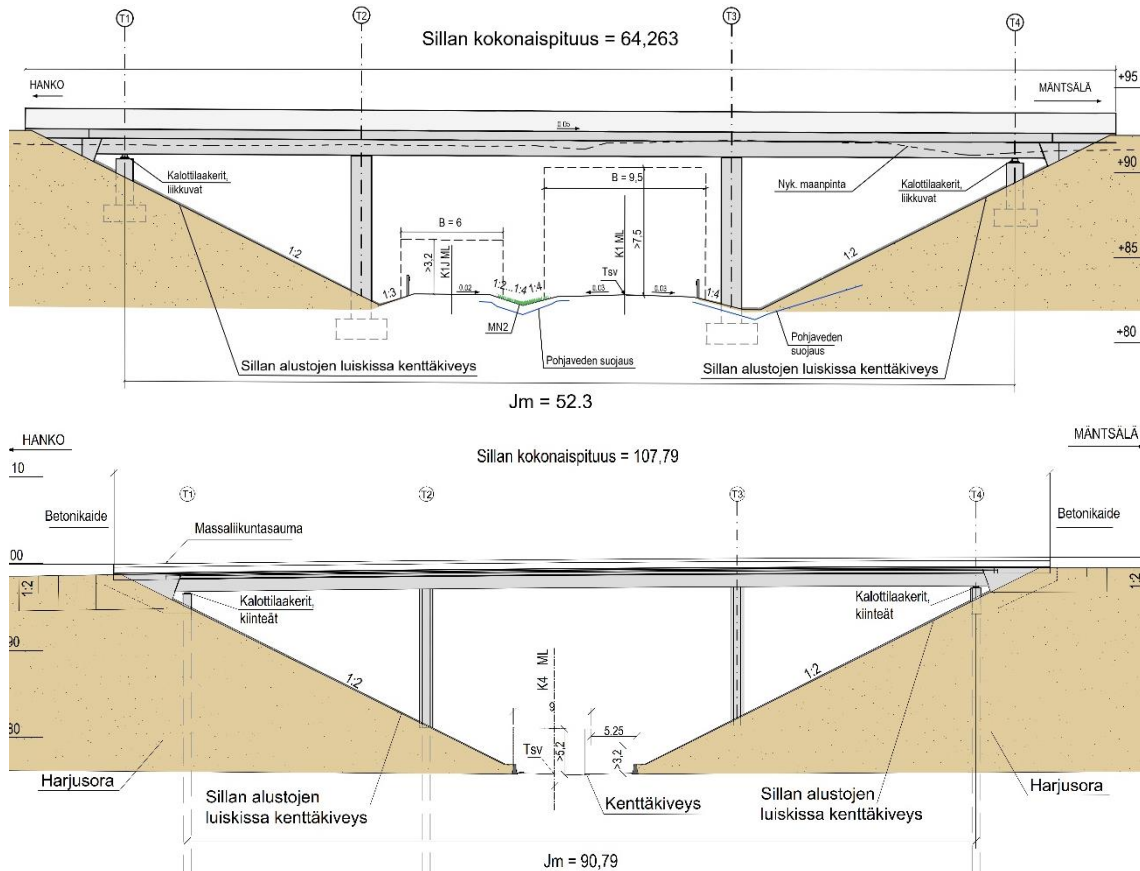 T1
T2
T3
T4
Sillan kokonaispituus = 64,263
HANKO
MÄNTSÄLÄ
+95
0.05
Kalottilaakerit,
liikkuvat
Nyk. maanpinta
Kalottilaakerit,
liikkuvat
+90
B = 9,5
B = 6
1:2
>3,2
K1J ML
>7,5
K1 ML
Tsv
1:2
+85
1:3
0.02
1:2
1:4
1:4
0.03
0.03
1:4
MN2
Pohjaveden suojaus
Pohjaveden
suojaus
+80
Sillan alustojen luiskissa kenttäkiveys
Sillan alustojen luiskissa kenttäkiveys
Jm = 52.3
HANKO
MÄNTSÄLÄ
Sillan kokonaispituus = 107,79
10
T1
T2
T3
T4
Betonikaide
Massaliikuntasauma
Betonikaide
00
1:2
1:2
Kalottilaakerit,
kiinteät
Kalottilaakerit,
kiinteät
90
1:2
K4 ML
1:2
9
80
5.25
Tsv
>5,2
>3,2
Harjusora
Sillan alustojen
luiskissa kenttäkiveys
Kenttäkiveys
Sillan alustojen
luiskissa kenttäkiveys
Harjusora
Jm = 90,79